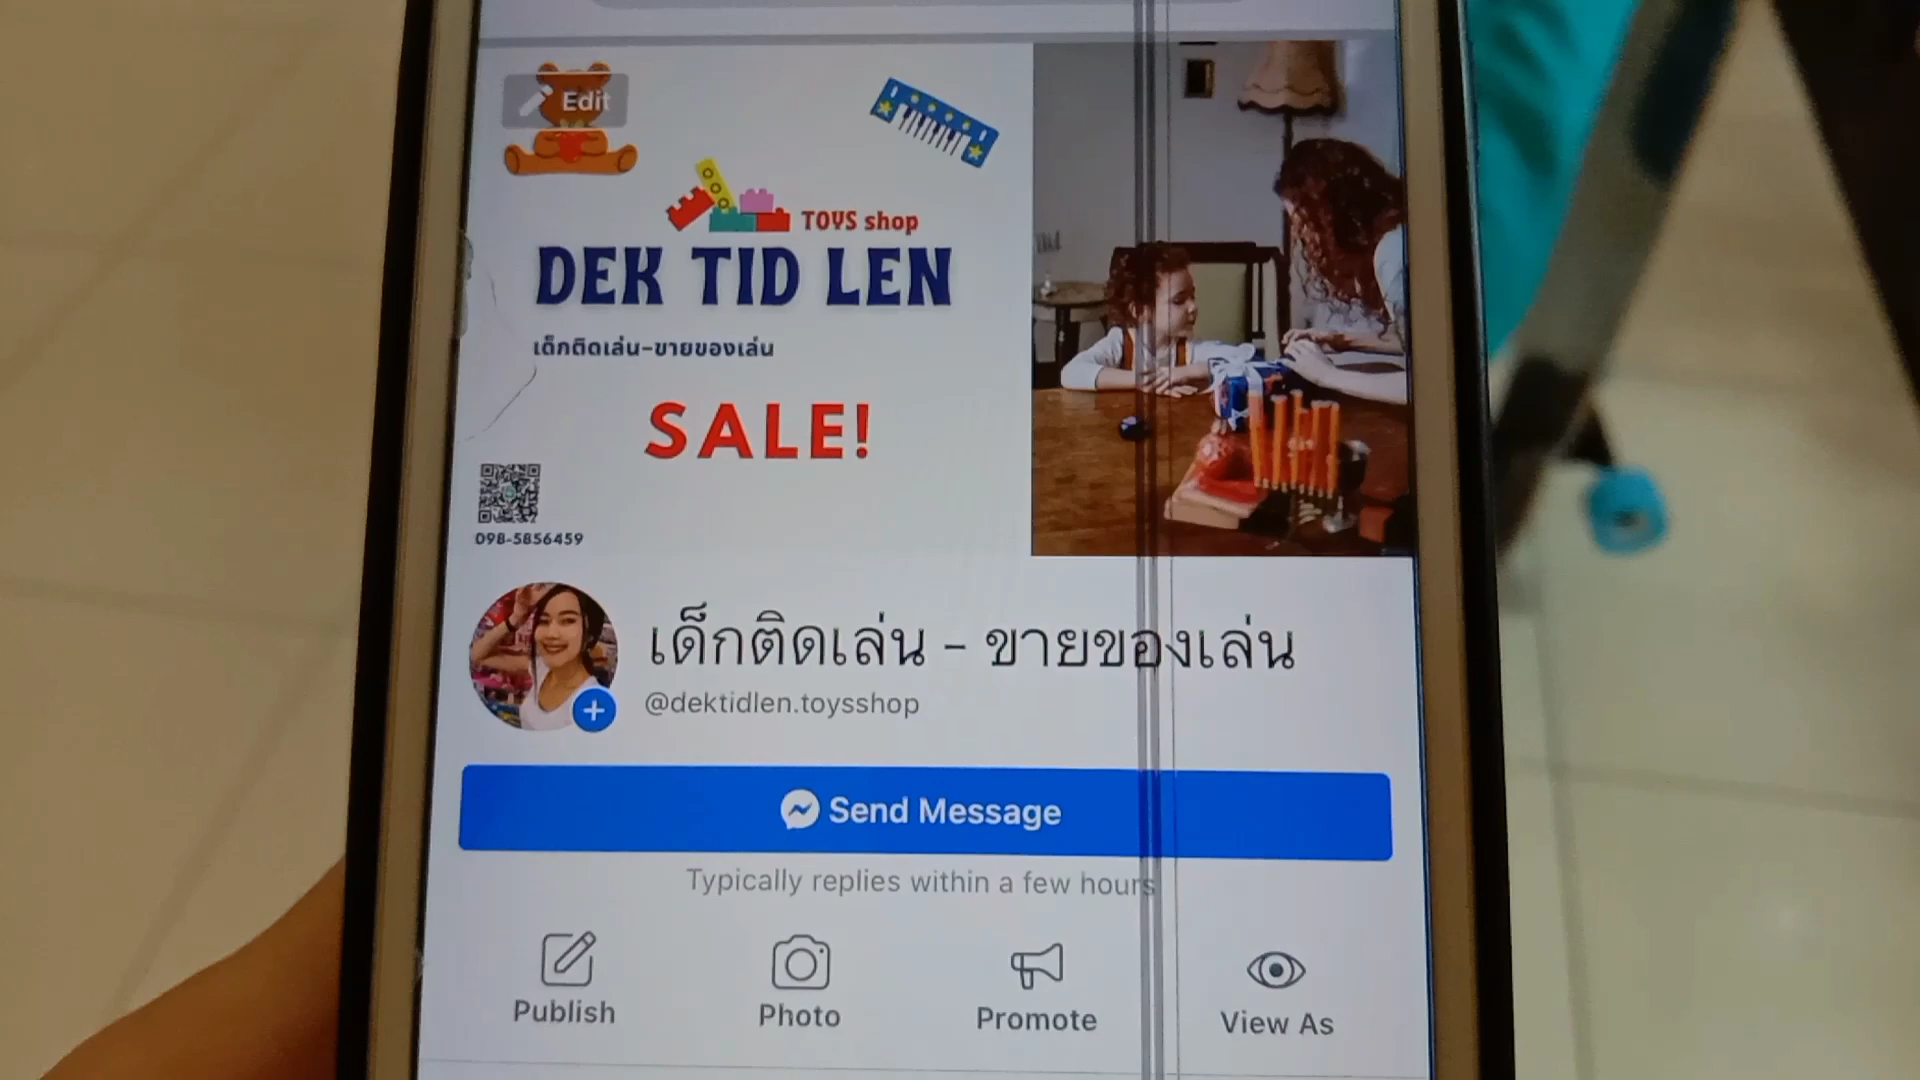 Edit
TOYS shop
DEK TID LEN
เด็กติดเล่น-ขายของเล่น
SALE!
098-5856459
เด็กติดเล่น - ขายของเล่น
@dektidlen.toysshop
Send Message
Typically replies within a few hours
Publish
Photo
Promote
View As